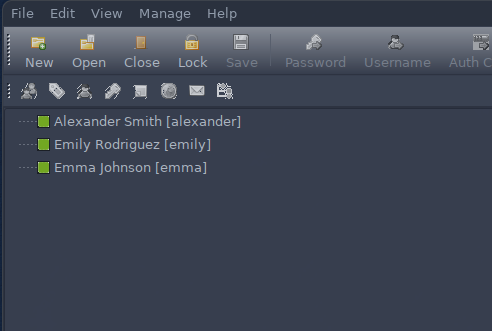 File Edit View Manage Help
New Open Close Lock Save Password Username Auth C
Alexander Smith [alexander]
Emily Rodriguez [emily]
Emma Johnson [emma]